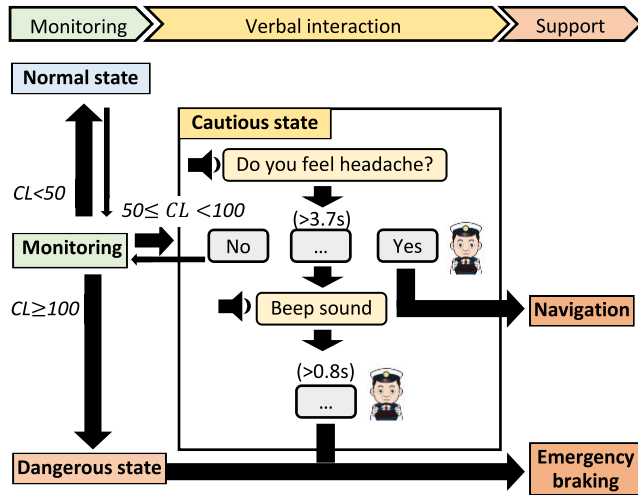 Monitoring
Verbal interaction
Support
Normal state
Cautious state
Do you feel headache?
CL<50
50≤ CL <100
(>3.7s)
Monitoring
No
...
Yes
CL≥100
Beep sound
Navigation
(>0.8s)
...
Dangerous state
Emergency
braking